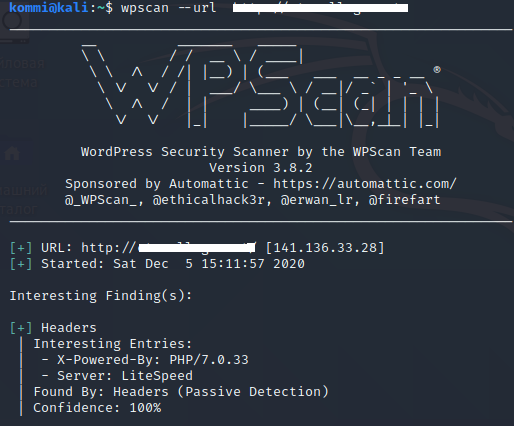 kommi@kali:~$ wpscan --url
WPScan ®
WordPress Security Scanner by the WPScan Team
Version 3.8.2
Sponsored by Automattic - https://automattic.com/
@_WPScan_, @ethicalhack3r, @erwan_lr, @firefart
[+] URL: http:// [141.136.33.28]
[+] Started: Sat Dec  5 15:11:57 2020
Interesting Finding(s):
[+] Headers
| Interesting Entries:
|  - X-Powered-By: PHP/7.0.33
|  - Server: LiteSpeed
| Found By: Headers (Passive Detection)
| Confidence: 100%